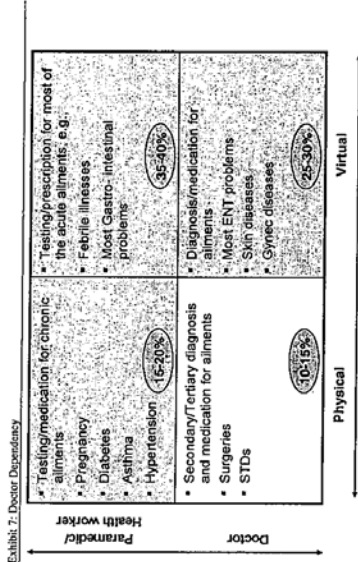 Exhibit 7: Doctor Dependency
Paramedic/
Health worker
▪ Testing/medication for chronic
ailments
▪ Pregnancy
▪ Diabetes
▪ Asthma
▪ Hypertension
15-20%
▪ Testing/prescription for most of
the acute ailments, e.g.,
▪ Febrile illnesses
▪ Most Gastro- intestinal
problems
35-40%
Doctor
▪ Secondary/Tertiary diagnosis
and medication for ailments
▪ Surgeries
▪ STDs
10-15%
▪ Diagnosis/medication for
ailments
▪ Most ENT problems
▪ Skin diseases
▪ Gynec diseases
25-30%
Physical
Virtual